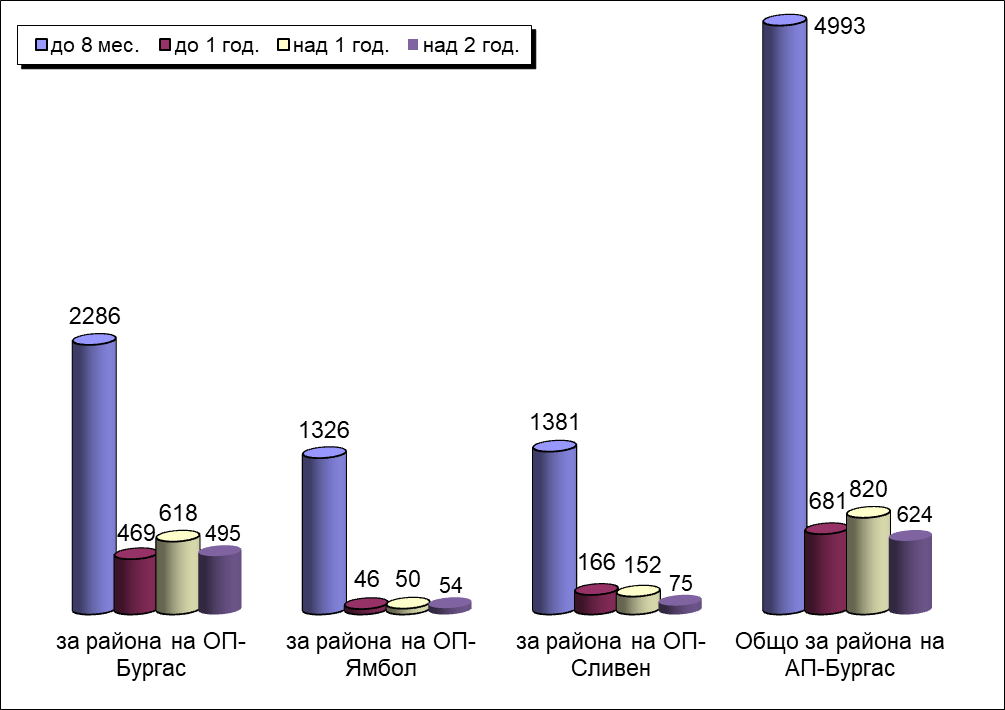 до 8 мес. до 1 год. над 1 год. над 2 год.
4993
2286
469
618
495
1326
46
50
54
1381
166
152
75
681
820
624
за района на ОП-
Бургас
за района на ОП-
Ямбол
за района на ОП-
Сливен
Общо за района на
АП-Бургас